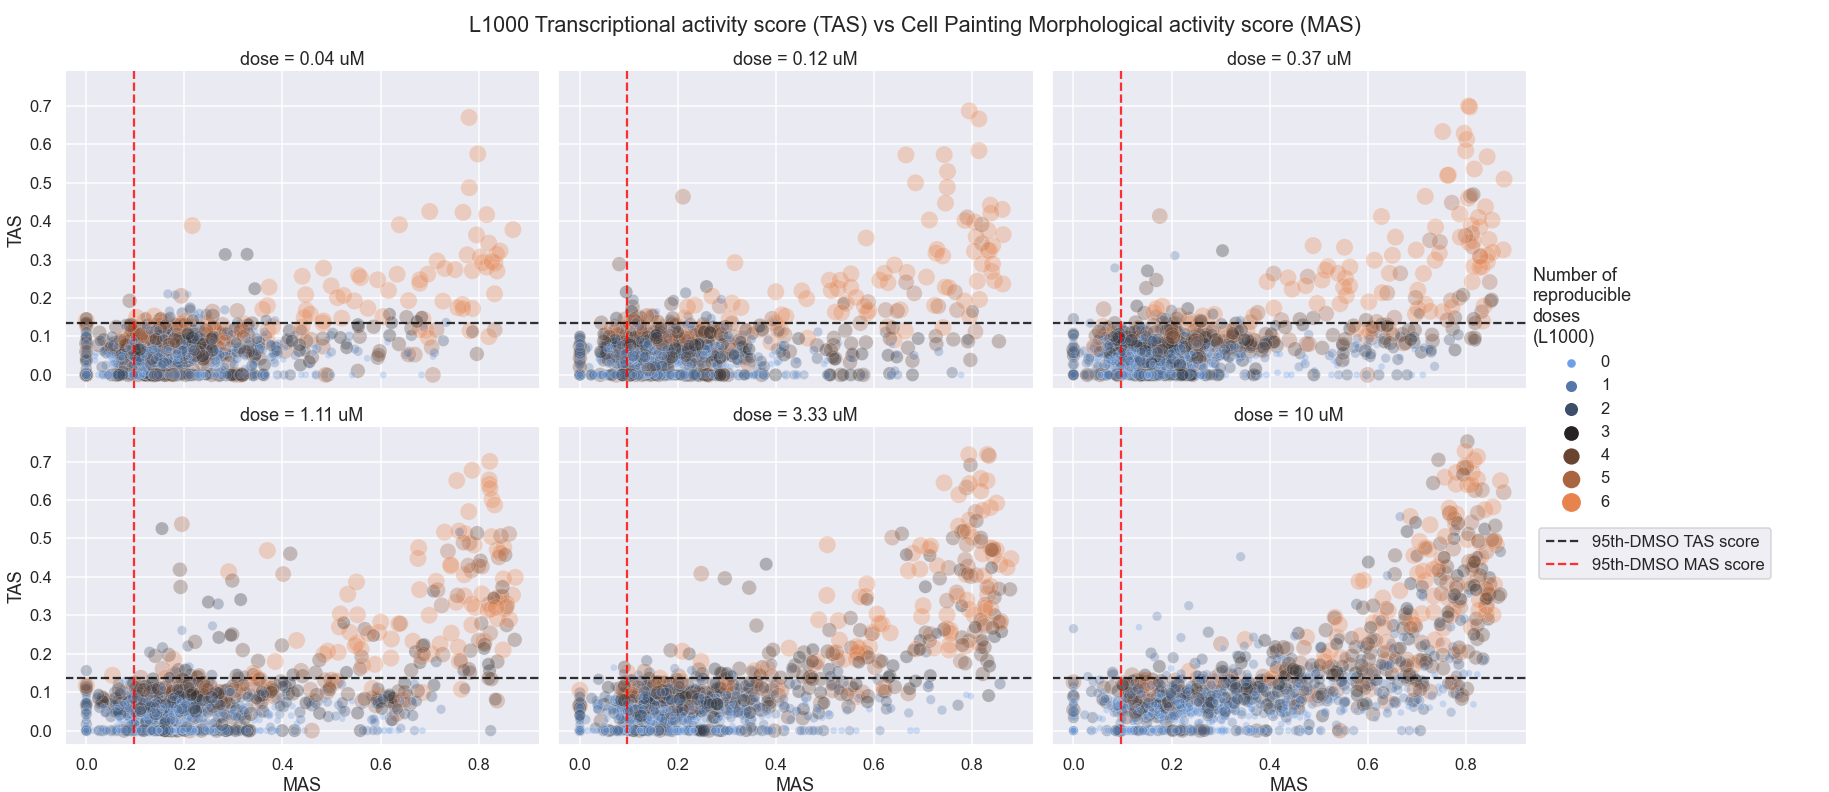 L1000 Transcriptional activity score (TAS) vs Cell Painting Morphological activity score (MAS)
dose = 0.04 uM
dose = 0.12 uM
dose = 0.37 uM
0.7
0.6
0.5
0.4
0.3
0.2
0.1
0.0
TAS
dose = 1.11 uM
dose = 3.33 uM
dose = 10 uM
0.7
0.6
0.5
0.4
0.3
0.2
0.1
0.0
TAS
0.0 0.2 0.4 0.6 0.8
0.0 0.2 0.4 0.6 0.8
0.0 0.2 0.4 0.6 0.8
MAS
MAS
MAS
Number of
reproducible
doses
(L1000)
0
1
2
3
4
5
6
95th-DMSO TAS score
95th-DMSO MAS score